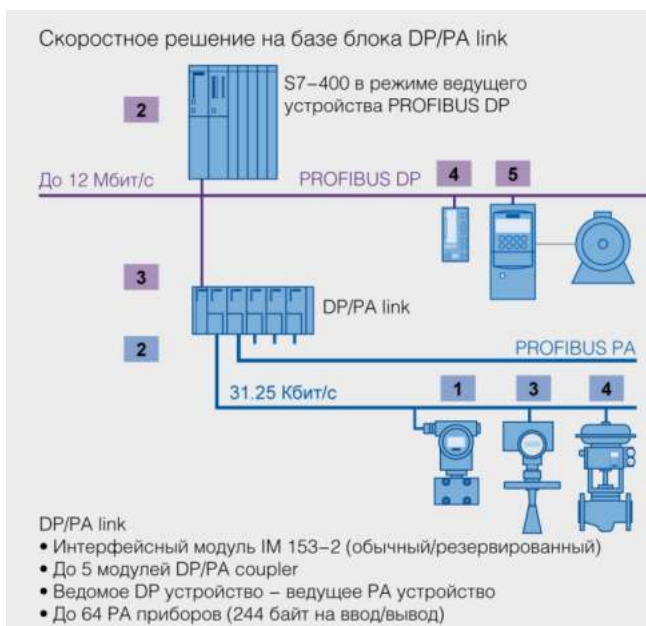 Скоростное решение на базе блока DP/PA link
S7–400 в режиме ведущего
устройства PROFIBUS DP
2
До 12 Мбит/с
PROFIBUS DP
4
5
3
DP/PA link
2
PROFIBUS PA
31.25 Кбит/с
1
3
4
DP/PA link
• Интерфейсный модуль IM 153–2 (обычный/резервированный)
• До 5 модулей DP/PA coupler
• Ведомое DP устройство – ведущее PA устройство
• До 64 PA приборов (244 байт на ввод/вывод)